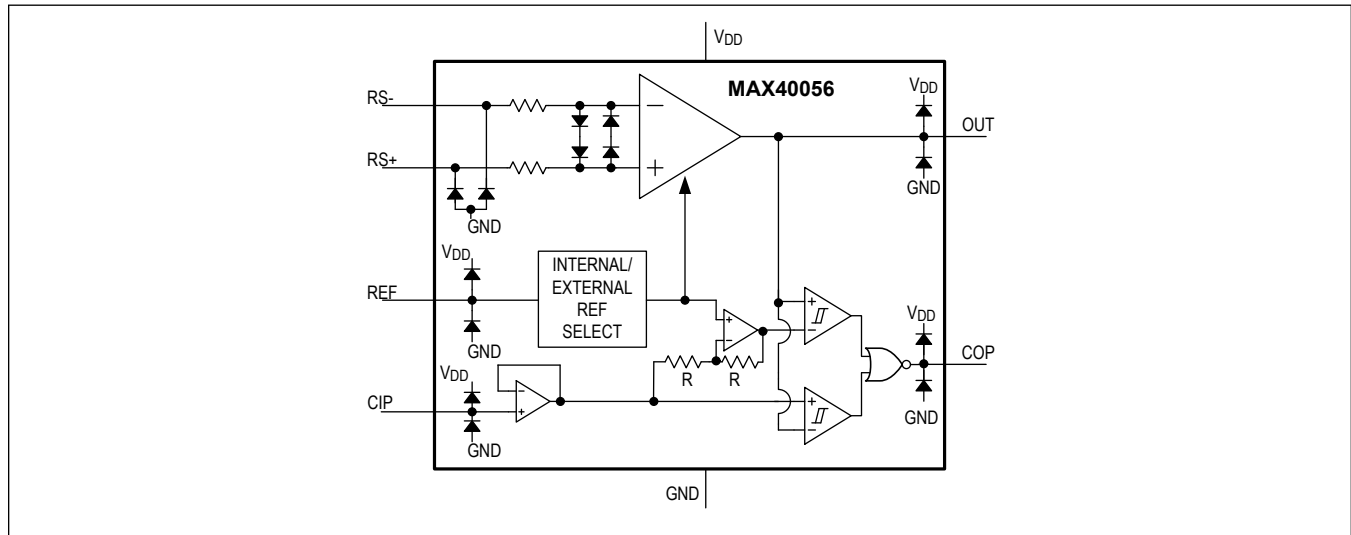 VDD
MAX40056
RS-
VDD
OUT
RS+
GND
GND
VDD
INTERNAL/
EXTERNAL
REF
SELECT
REF
VDD
COP
GND
R R
VDD
CIP
GND
GND
GND